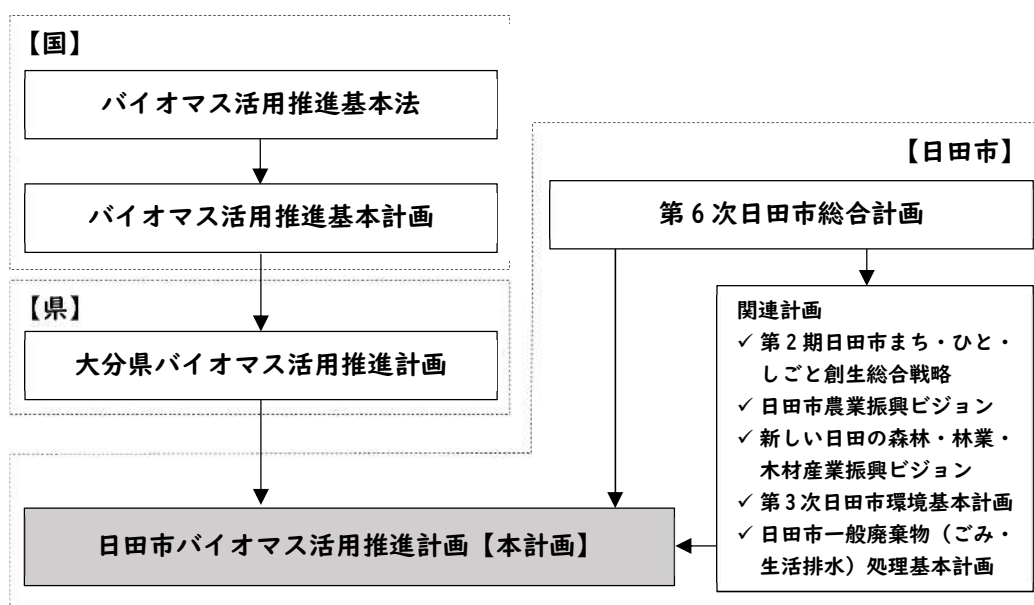 【国】
バイオマス活用推進基本法
バイオマス活用推進基本計画
【県】
大分県バイオマス活用推進計画
【日田市】
第6次日田市総合計画
関連計画
✓ 第2期日田市まち・ひと・
しごと創生総合戦略
✓ 日田市農業振興ビジョン
✓ 新しい日田の森林・林業・
木材産業振興ビジョン
✓ 第3次日田市環境基本計画
✓ 日田市一般廃棄物（ごみ・
生活排水）処理基本計画
日田市バイオマス活用推進計画【本計画】